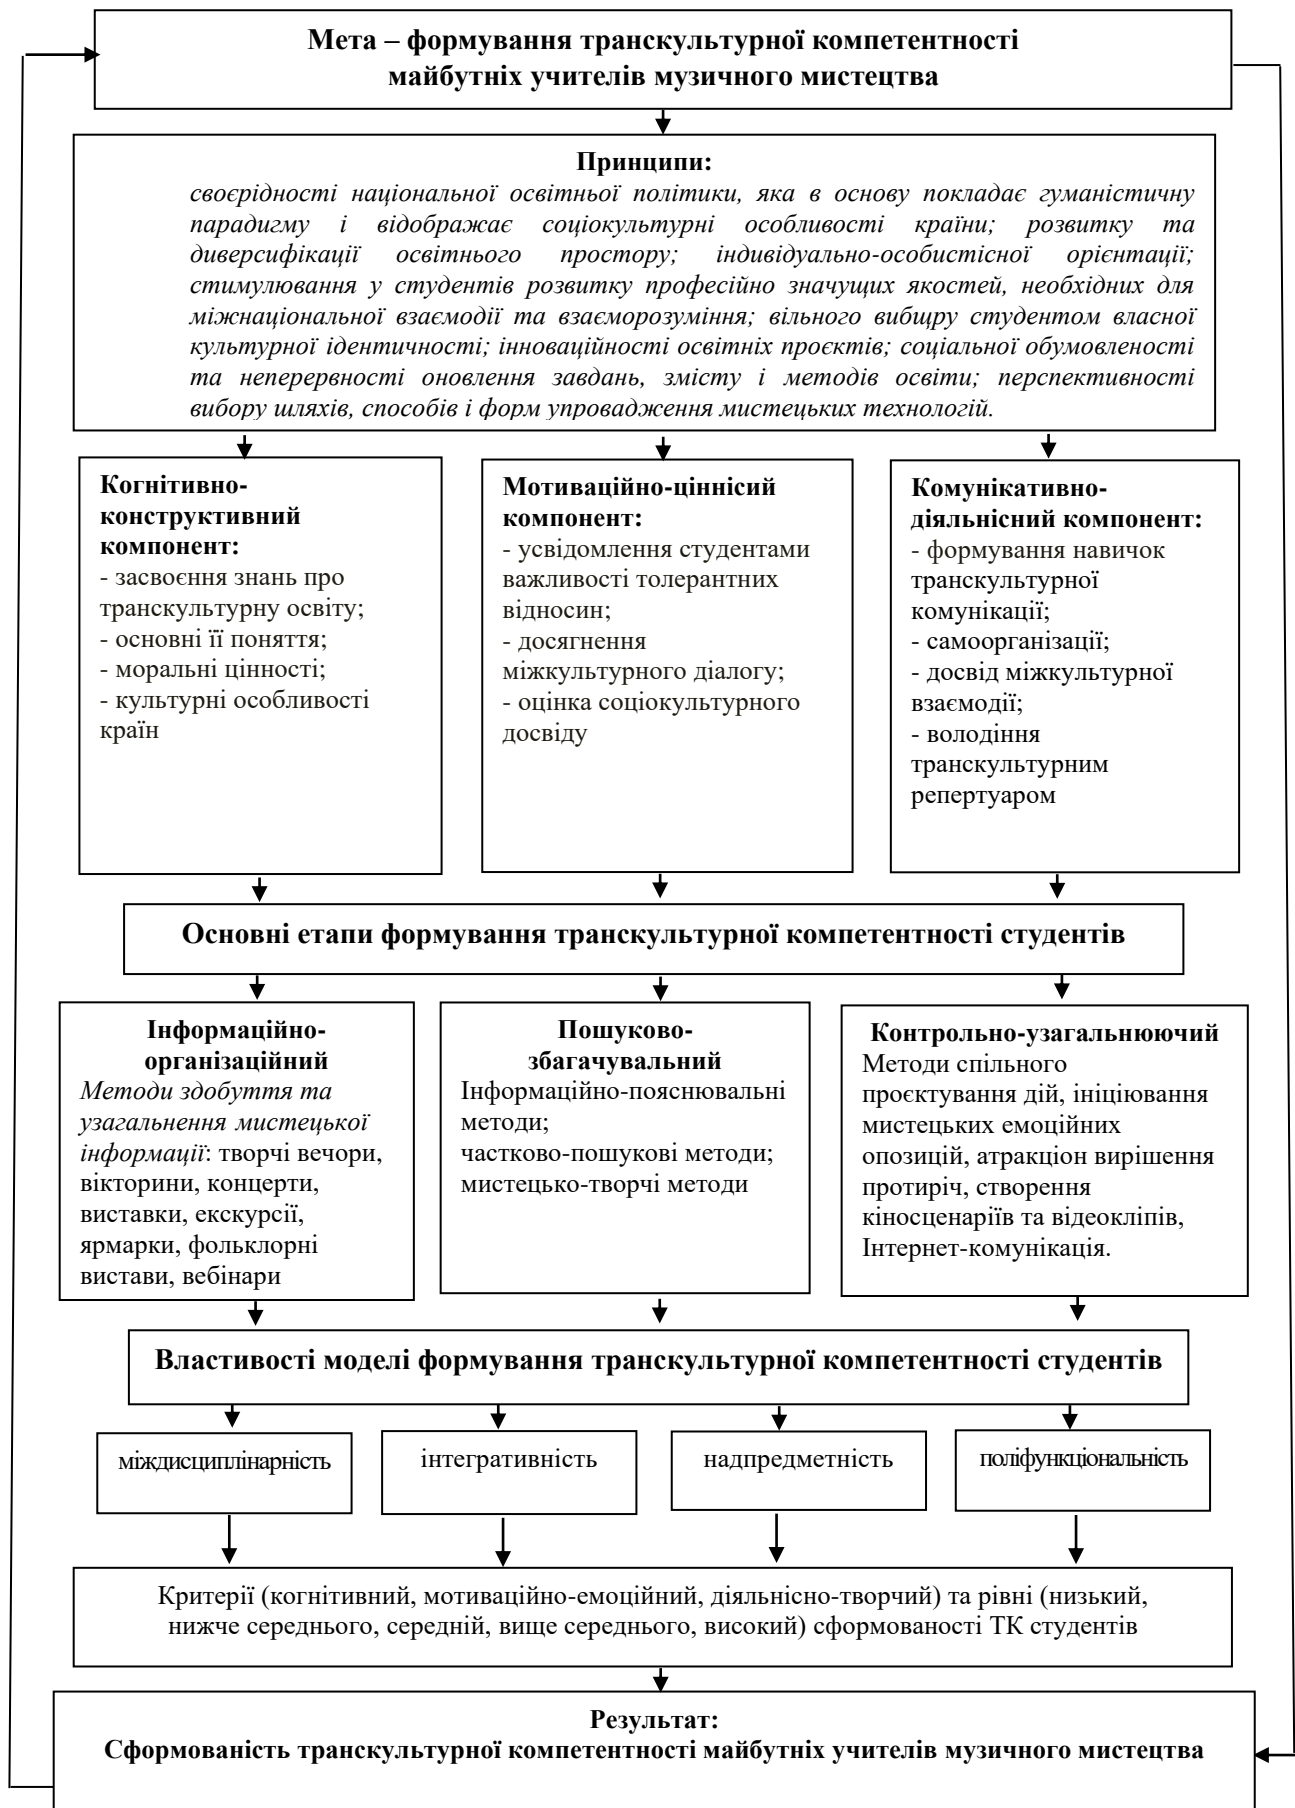 Мета – формування транскультурної компетентності
майбутніх учителів музичного мистецтва
Принципи:
своєрідності національної освітньої політики, яка в основу покладає гуманістичну
парадигму і відображає соціокультурні особливості країни; розвитку та
диверсифікації освітнього простору; індивідуально-особистісної орієнтації;
стимулювання у студентів розвитку професійно значущих якостей, необхідних для
міжнаціональної взаємодії та взаєморозуміння; вільного вибщру студентом власної
культурної ідентичності; інноваційності освітніх проєктів; соціальної обумовленості
та неперервності оновлення завдань, змісту і методів освіти; перспективності
вибору шляхів, способів і форм упровадження мистецьких технологій.
Когнітивно-
конструктивний
компонент:
- засвоєння знань про
транскультурну освіту;
- основні її поняття;
- моральні цінності;
- культурні особливості
країн
Мотиваційно-ціннісий
компонент:
- усвідомлення студентами
важливості толерантних
відносин;
- досягнення
міжкультурного діалогу;
- оцінка соціокультурного
досвіду
Комунікативно-
діяльнісний компонент:
- формування навичок
транскультурної
комунікації;
- самоорганізації;
- досвід міжкультурної
взаємодії;
- володіння
транскультурним
репертуаром
Основні етапи формування транскультурної компетентності студентів
Інформаційно-
організаційний
Методи здобуття та
узагальнення мистецької
інформації: творчі вечори,
вікторини, концерти,
виставки, екскурсії,
ярмарки, фольклорні
вистави, вебінари
Пошуково-
збагачувальний
Інформаційно-пояснювальні
методи;
частково-пошукові методи;
мистецько-творчі методи
Контрольно-узагальнюючий
Методи спільного
проєктування дій, ініціювання
мистецьких емоційних
опозицій, атракціон вирішення
протиріч, створення
кіносценаріїв та відеокліпів,
Інтернет-комунікація.
Властивості моделі формування транскультурної компетентності студентів
міждисциплінарність
інтегративність
надпредметність
поліфункціональність
Критерії (когнітивний, мотиваційно-емоційний, діяльнісно-творчий) та рівні (низький,
нижче середнього, середній, вище середнього, високий) сформованості ТК студентів
Результат:
Сформованість транскультурної компетентності майбутніх учителів музичного мистецтва